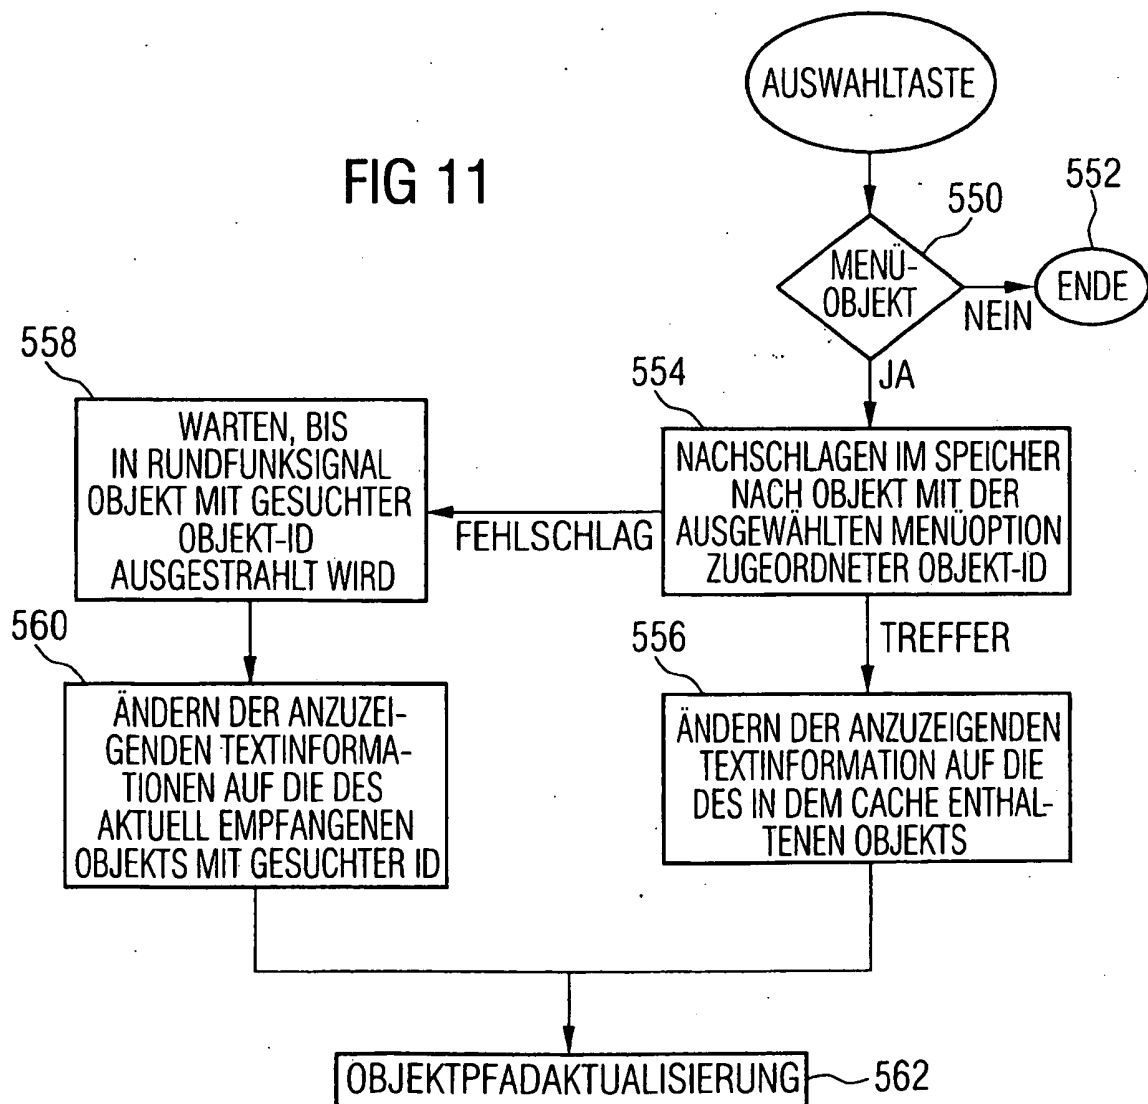 AUSWAHLTASTE
FIG 11
550
552
MENÜ-
OBJEKT
NEIN
ENDE
JA
554
NACHSCHLAGEN IM SPEICHER
NACH OBJEKT MIT DER
AUSGEWÄHLTEN MENÜOPTION
ZUGEORDNETER OBJEKT-ID
FEHLSCHLAG
558
WARTEN, BIS
IN RUNDFUNKSIGNAL
OBJEKT MIT GESUCHTER
OBJEKT-ID
AUSGESTRAHLT WIRD
TREFFER
556
ÄNDERN DER ANZUZEIGENDEN
TEXTINFORMATION AUF DIE
DES IN DEM CACHE ENTHAL-
TENEN OBJEKTS
560
ÄNDERN DER ANZUZEI-
GENDEN TEXTINFORMA-
TIONEN AUF DIE DES
AKTUELL EMPFANGENEN
OBJEKTS MIT GESUCHTER ID
OBJEKTPFADAKTUALISIERUNG
562